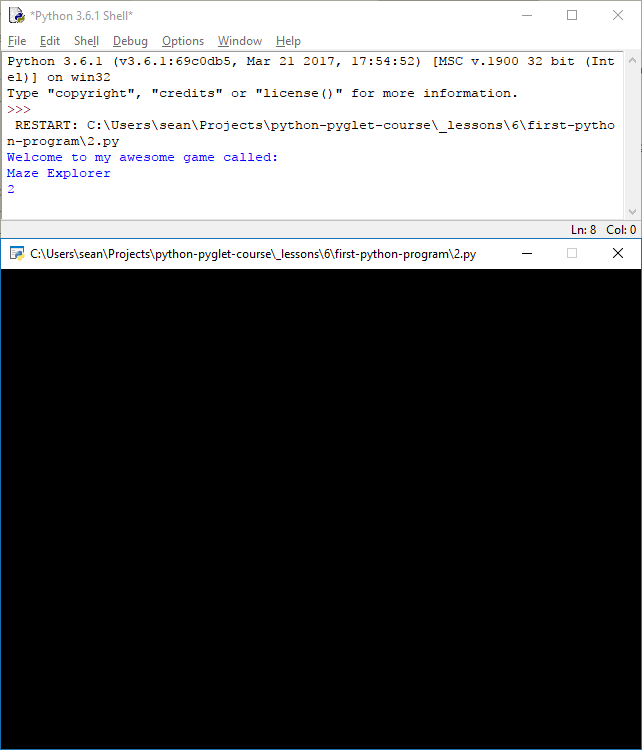 *Python 3.6.1 Shell*
File Edit Shell Debug Options Window Help
Python 3.6.1 (v3.6.1:69c0db5, Mar 21 2017, 17:54:52) [MSC v.1900 32 bit (Int
el)] on win32
Type "copyright", "credits" or "license()" for more information.
>>>
RESTART: C:\Users\sean\Projects\python-pyglet-course\_lessons\6\first-pytho
n-program\2.py
Welcome to my awesome game called:
Maze Explorer
2
Ln: 8 Col: 0
C:\Users\sean\Projects\python-pyglet-course\_lessons\6\first-python-program\2.py